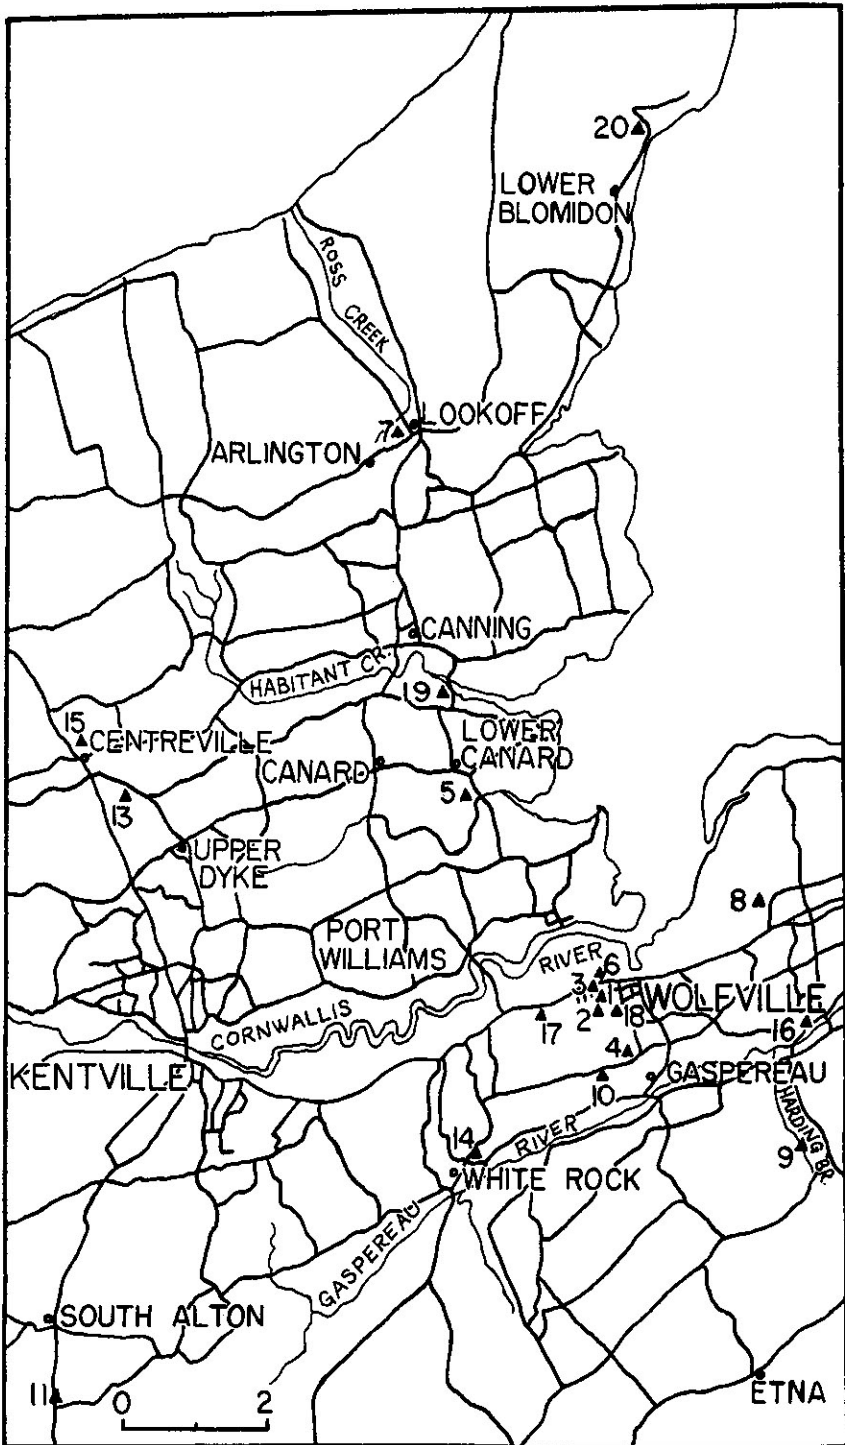 20
LOWER
BLOMIDON
ROSS
CREEK
LOOKOFF
7
ARLINGTON
CANNING
HABITANT CR.
19
15
CENTREVILLE
LOWER
CANARD
CANARD
5
13
UPPER
DYKE
8
PORT
WILLIAMS
RIVER
6
3
1
WOLFVILLE
CORNWALLIS
2
18
17
16
4
KENTVILLE
GASPEREAU
10
HARDING BR.
14
RIVER
9
WHITE ROCK
GASPEREAU
SOUTH ALTON
11
0 2
ETNA